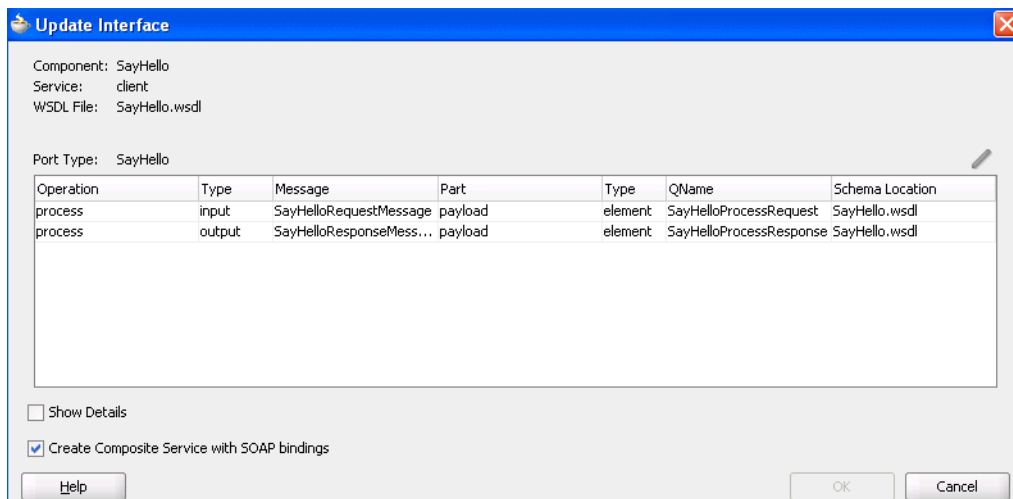 Update Interface
Component: SayHello
Service: client
WSDL File: SayHello.wsdl
Port Type: SayHello
Operation Type Message Part Type QName Schema Location
process input SayHelloRequestMessage payload element SayHelloProcessRequest SayHello.wsdl
process output SayHelloResponseMess... payload element SayHelloProcessResponse SayHello.wsdl
Show Details
Create Composite Service with SOAP bindings
Help OK Cancel